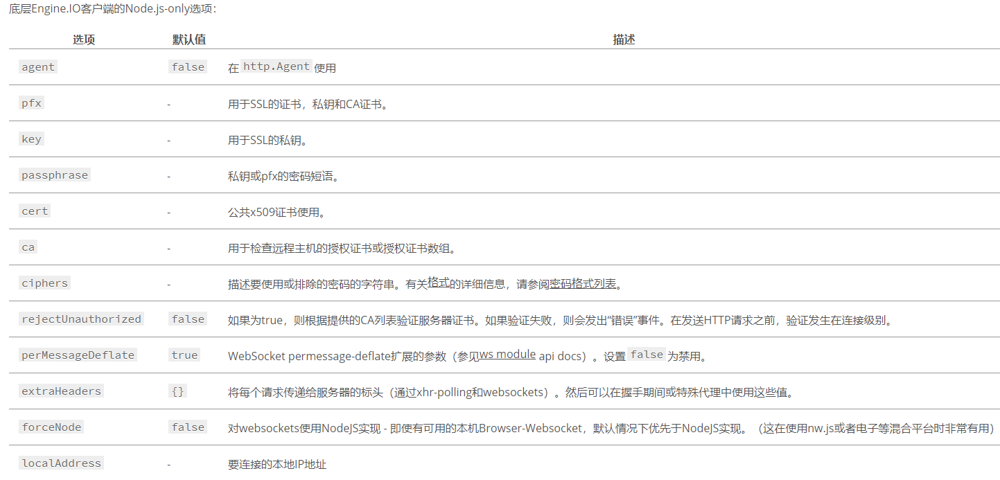 底层Engine.IO客户端的Node.js-only选项：
选项 默认值 描述
agent false 在http.Agent使用
pfx - 用于SSL的证书，私钥和CA证书。
key - 用于SSL的私钥。
passphrase - 私钥或pfx的密码短语。
cert - 公共x509证书使用。
ca - 用于检查远程主机的授权证书或授权证书数组。
ciphers - 描述要使用或排除的密码的字符串。有关格式的详细信息，请参阅密码格式列表。
rejectUnauthorized false 如果为true，则根据提供的CA列表验证服务器证书。如果验证失败，则会发出“错误”事件。在发送HTTP请求之前，验证发生在连接级别。
perMessageDeflate true WebSocket permessage-deflate扩展的参数（参见ws module api docs）。设置false为禁用。
extraHeaders {} 将每个请求传递给服务器的标头（通过xhr-polling和websockets）。然后可以在握手期间或特殊代理中使用这些值。
forceNode false 对websockets使用NodeJS实现 - 即使有可用的本机Browser-Websocket，默认情况下优先于NodeJS实现。（这在使用nw.js或者电子等混合平台时非常有用）
localAddress - 要连接的本地IP地址